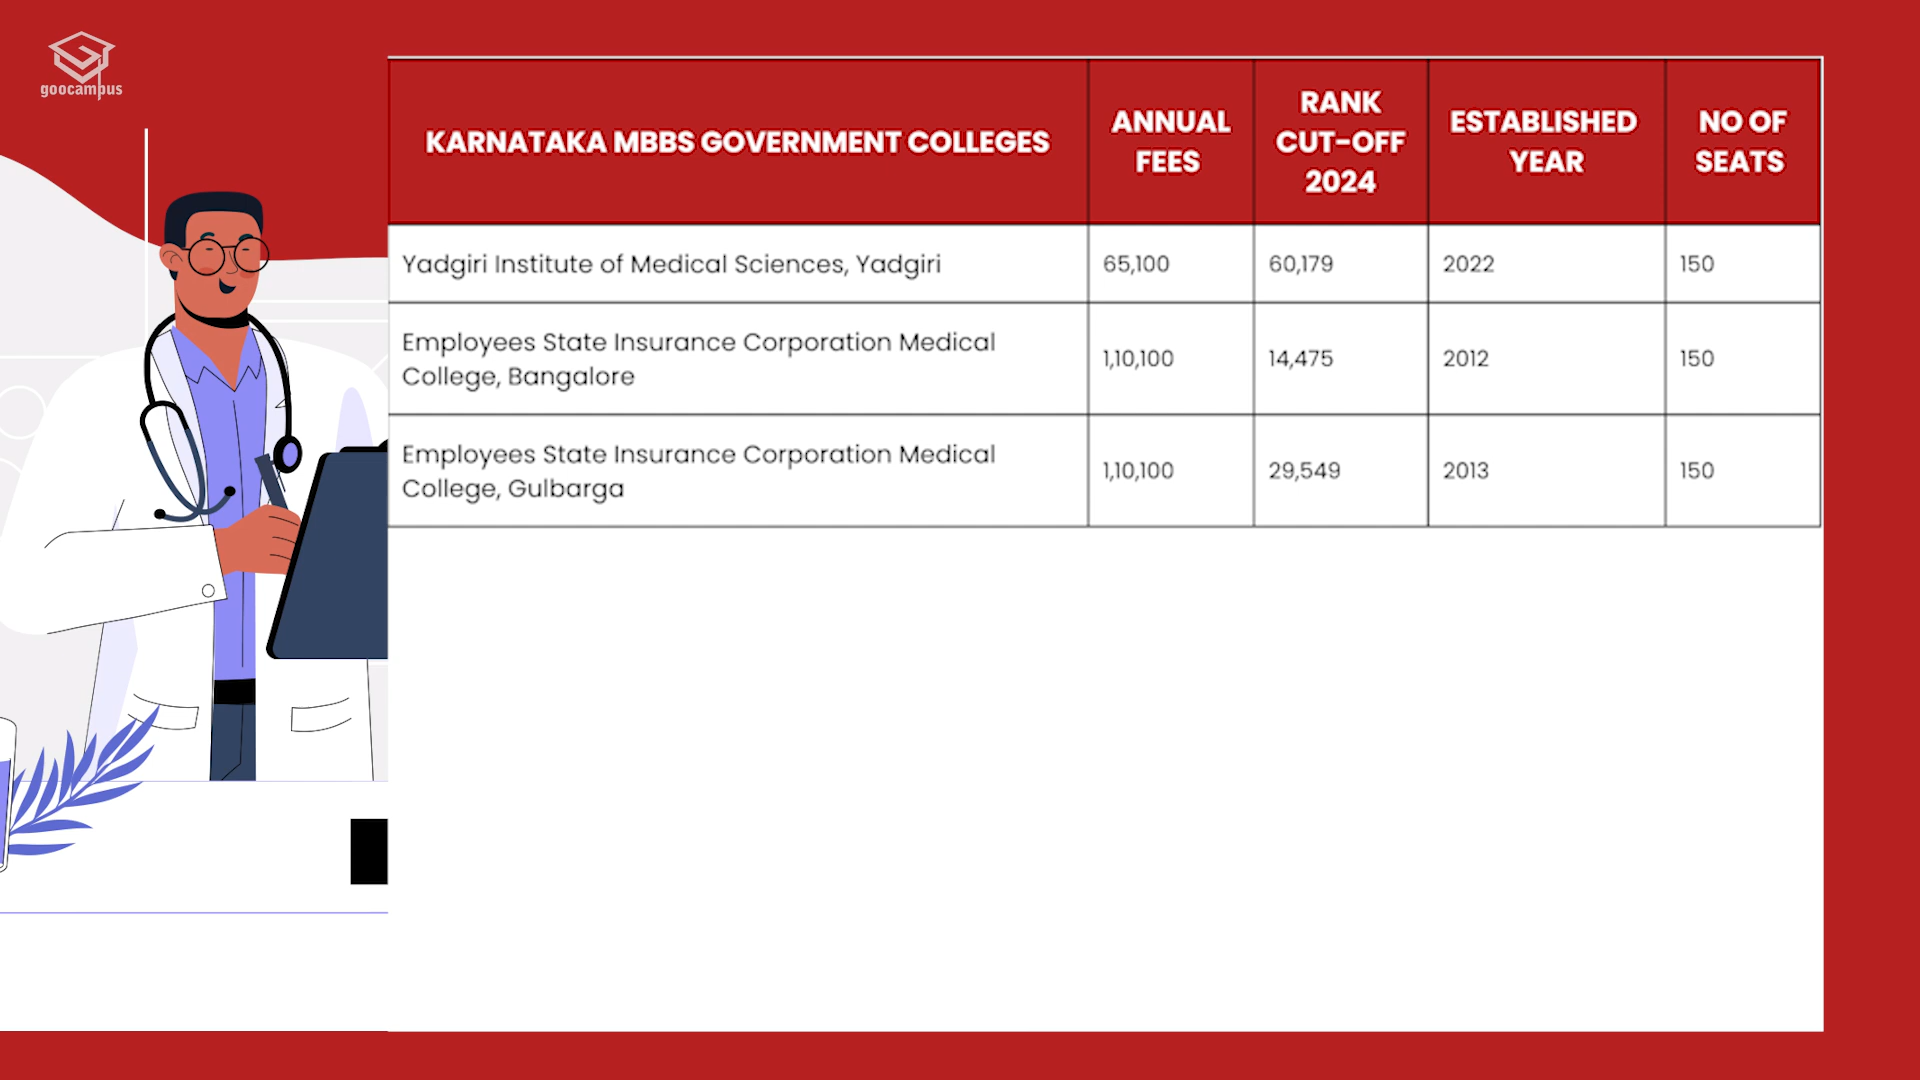 goocampus
KARNATAKA MBBS GOVERNMENT COLLEGES
ANNUAL
FEES
RANK
CUT-OFF
2024
ESTABLISHED
YEAR
NO OF
SEATS
Yadgiri Institute of Medical Sciences, Yadgiri
65,100
60,179
2022
150
Employees State Insurance Corporation Medical
College, Bangalore
1,10,100
14,475
2012
150
Employees State Insurance Corporation Medical
College, Gulbarga
1,10,100
29,549
2013
150